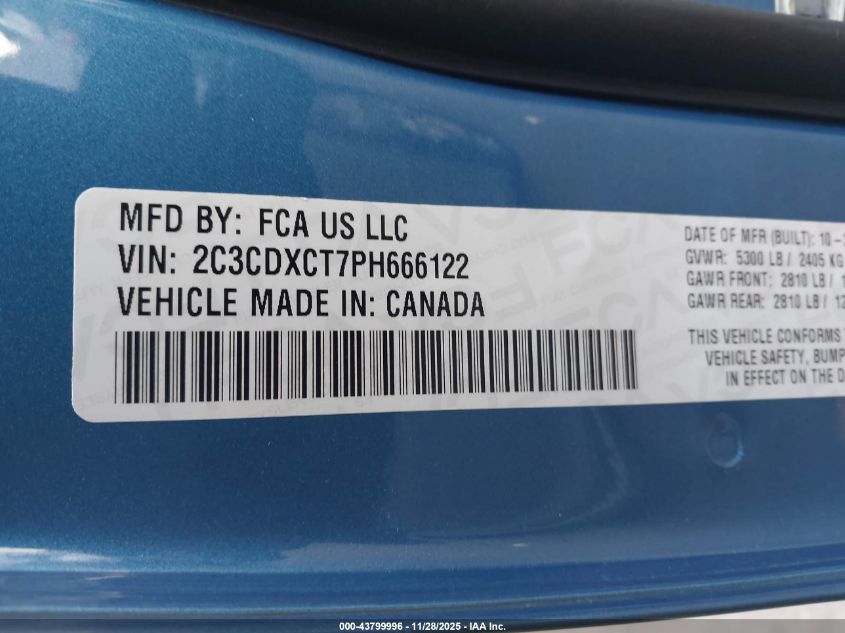 MFD BY: FCA US LLC
VIN: 2C3CDXCT7PH666122
VEHICLE MADE IN: CANADA
DATE OF MFR (BUILT): 10-
GVWR: 5300 LB / 2405 KG
GAWR FRONT: 2810 LB /
GAWR REAR: 2810 LB / 12
THIS VEHICLE CONFORMS
VEHICLE SAFETY, BUMP
IN EFFECT ON THE D
000-43799996 - 11/28/2025 - IAA Inc.